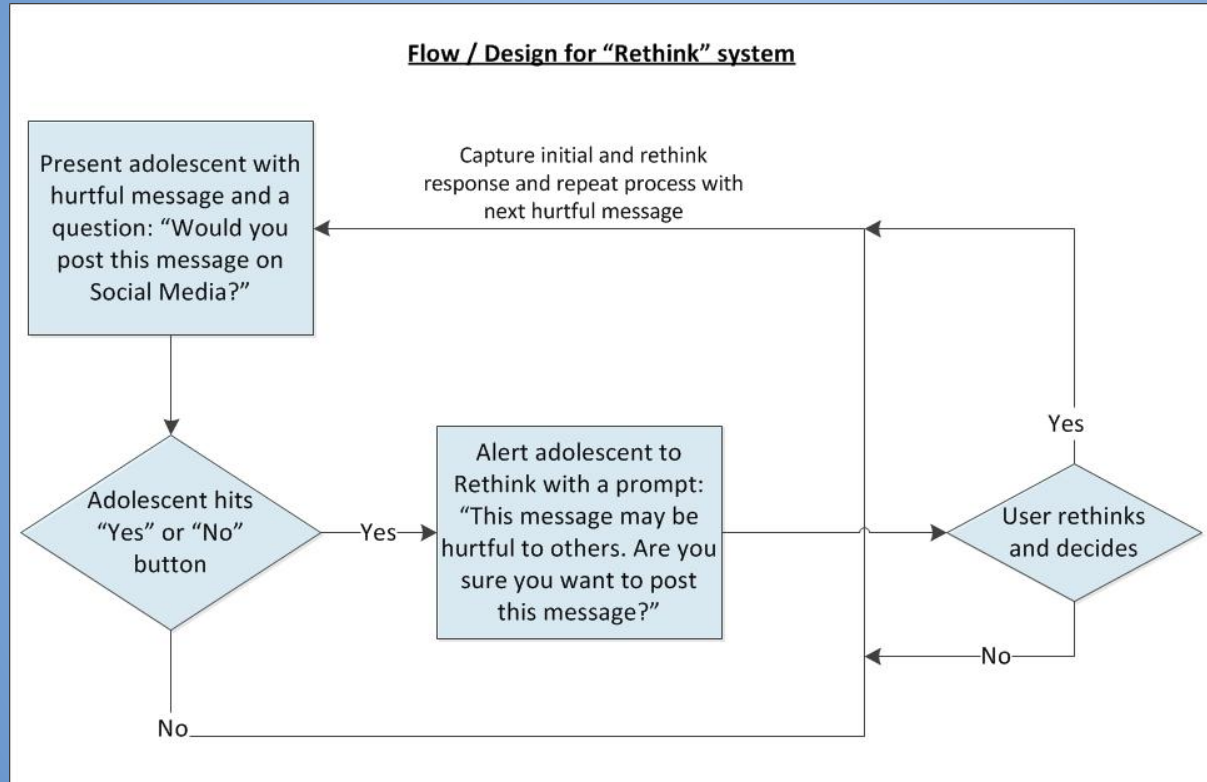 Flow / Design for “Rethink” system
Present adolescent with
hurtful message and a
question: “Would you
post this message on
Social Media?”
Capture initial and rethink
response and repeat process with
next hurtful message
Adolescent hits
“Yes” or “No”
button
Yes
Alert adolescent to
Rethink with a prompt:
“This message may be
hurtful to others. Are you
sure you want to post
this message?”
User rethinks
and decides
Yes
No
No